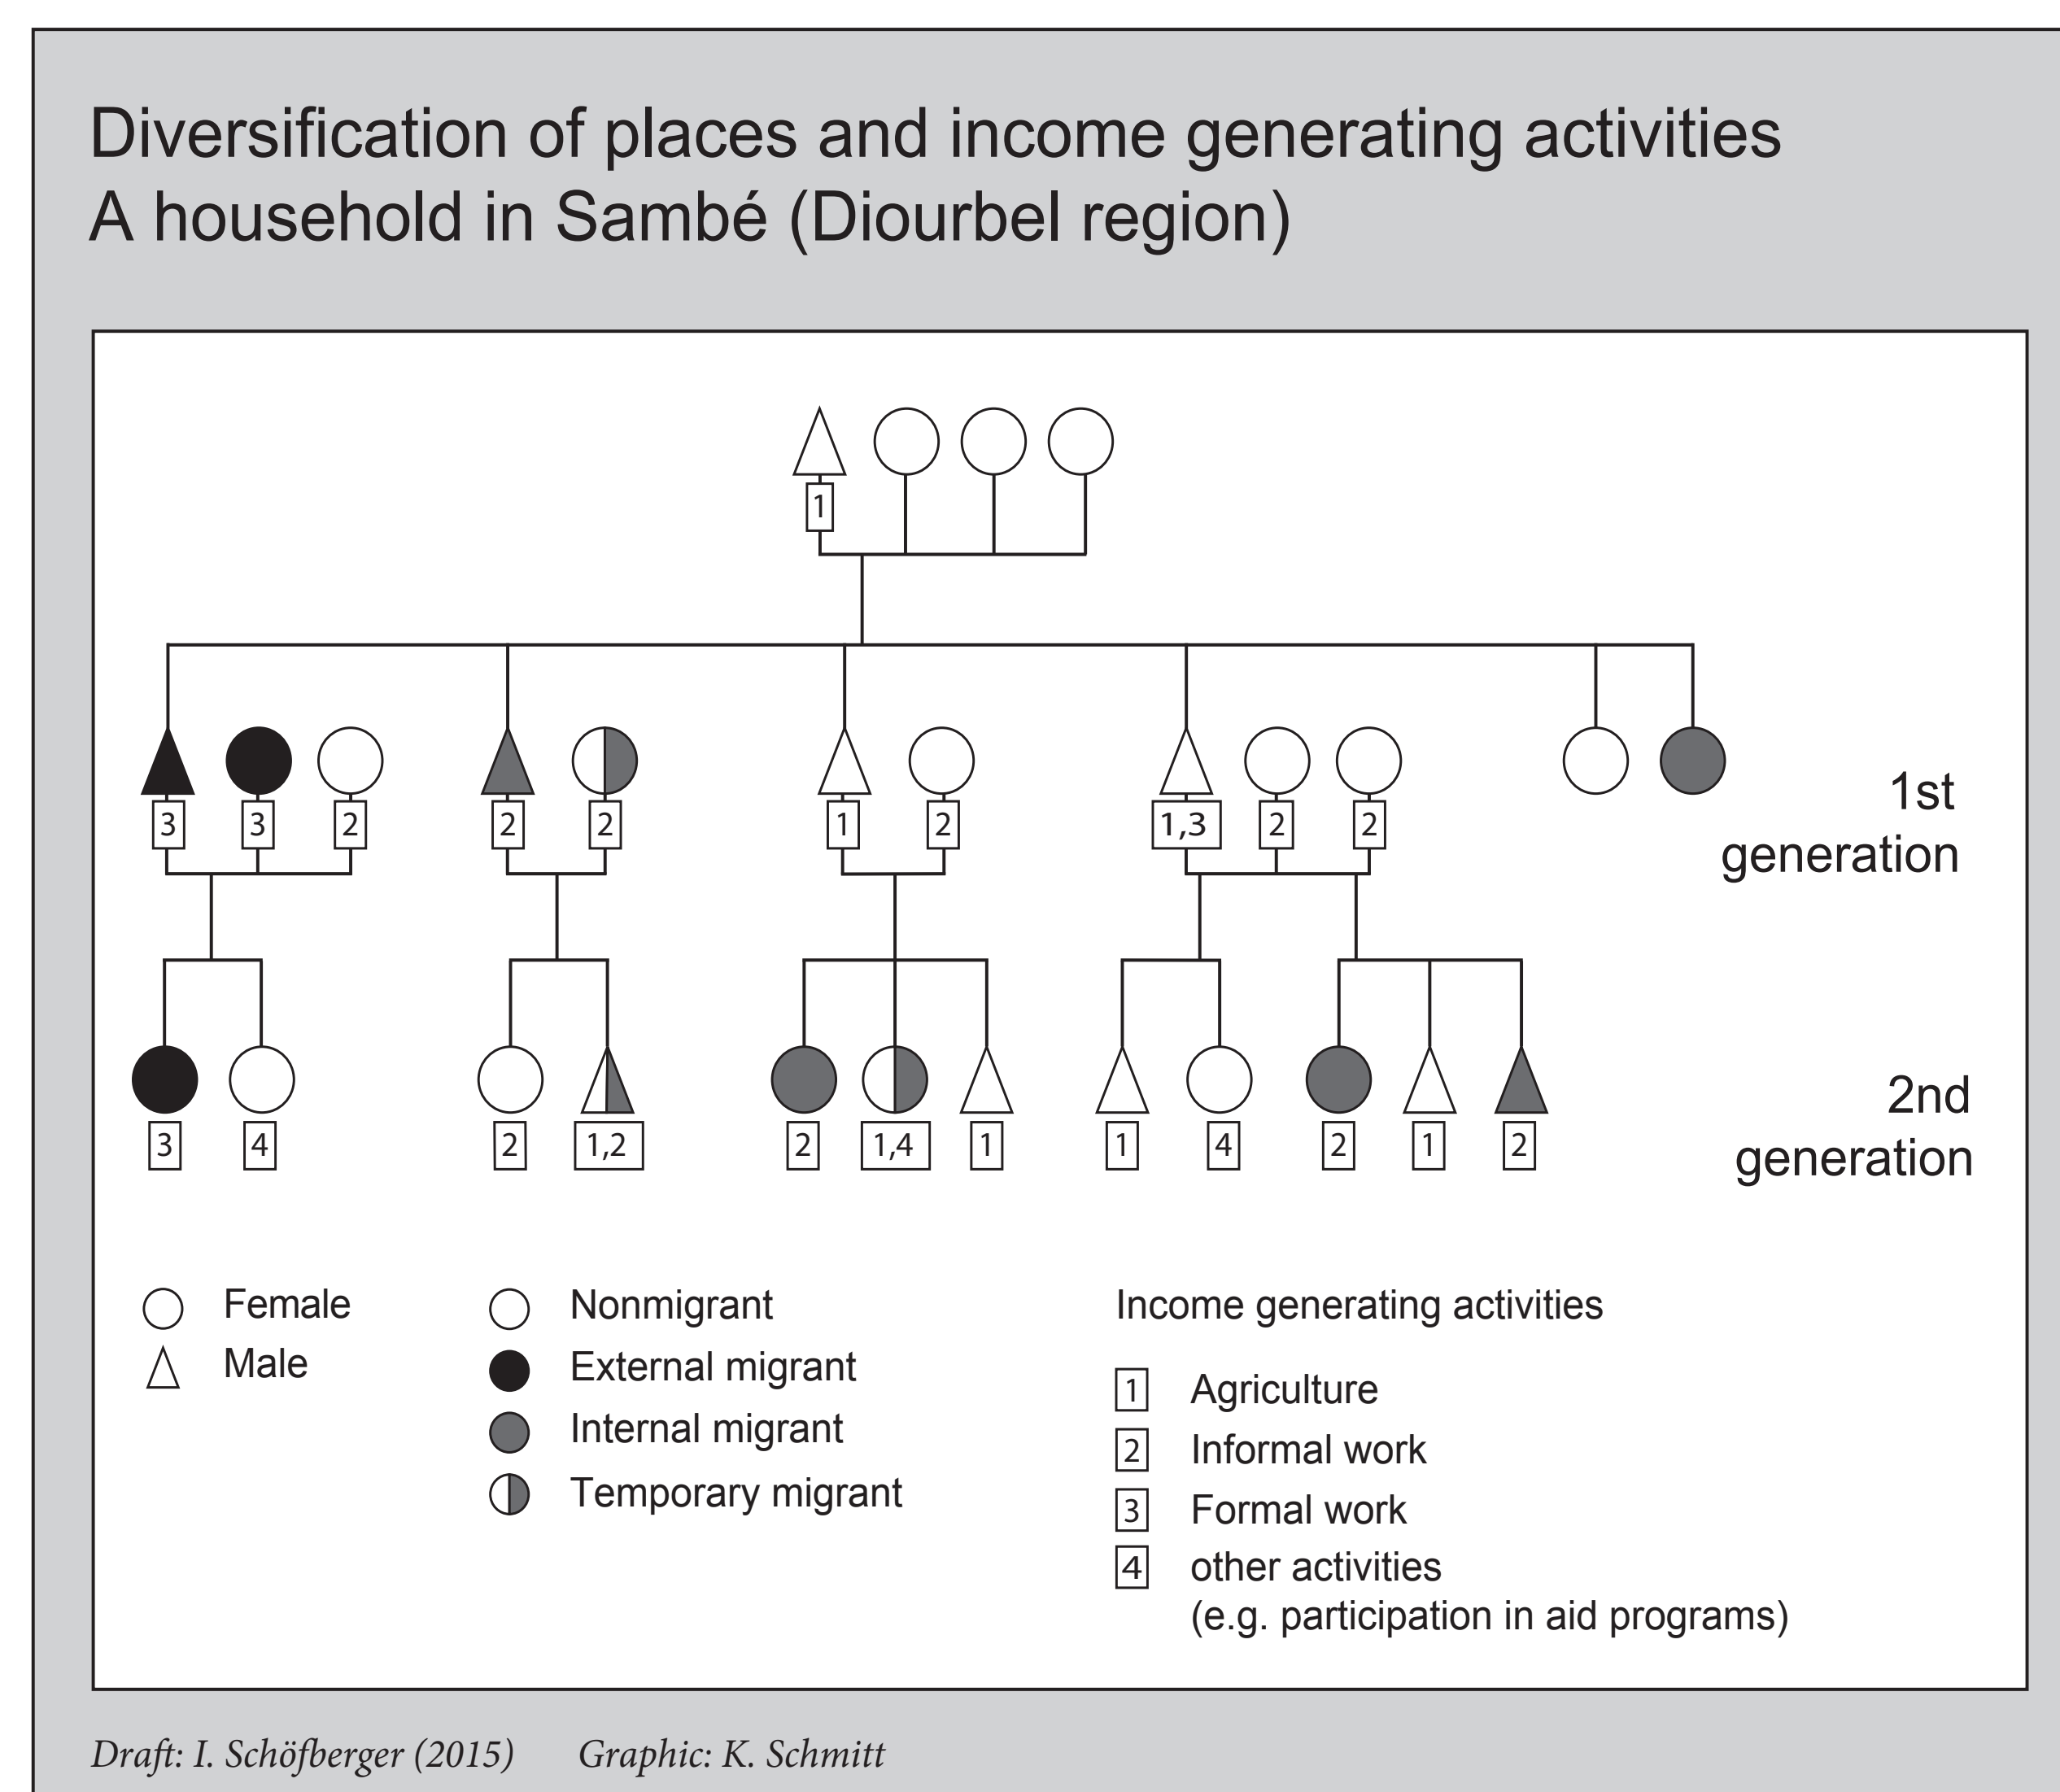 Diversification of places and income generating activities
A household in Sambé (Diourbel region)
1
3 3 2 2 2 1 2 1,3 2 2
1st
generation
3 4 2 1,2 2 1,4 1 1 4 2 1 2
2nd
generation
Female
Male
Nonmigrant
External migrant
Internal migrant
Temporary migrant
Income generating activities
1 Agriculture
2 Informal work
3 Formal work
4 other activities
(e.g. participation in aid programs)
Draft: I. Schöfberger (2015) Graphic: K. Schmitt